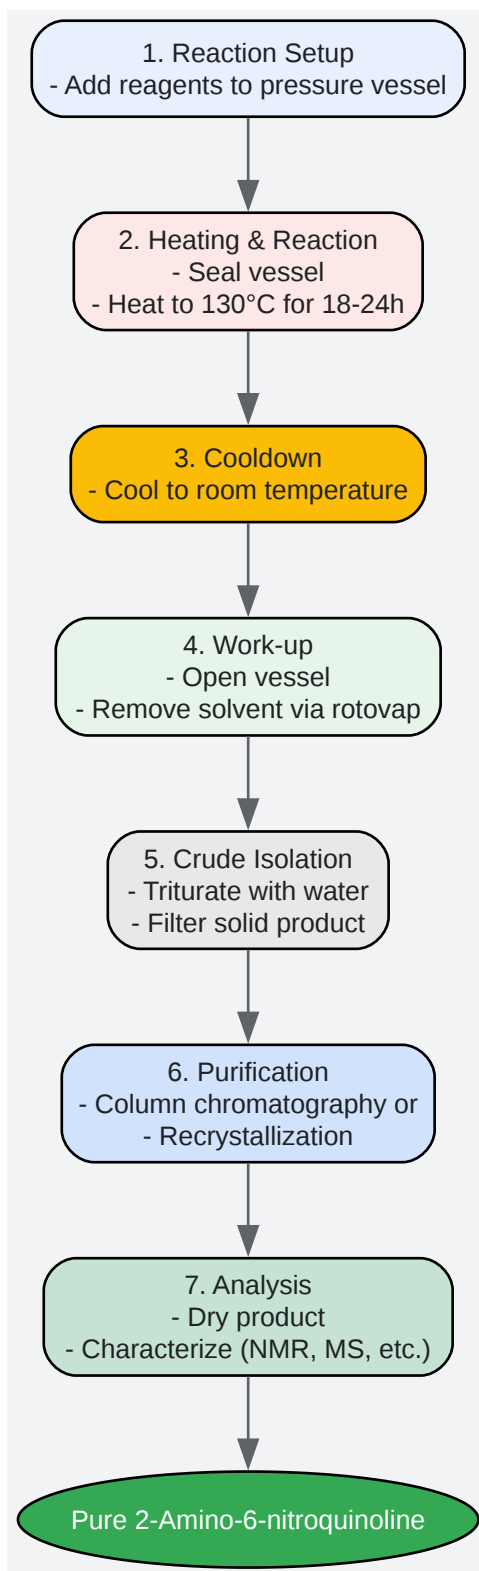 1. Reaction Setup
- Add reagents to pressure vessel
2. Heating & Reaction
- Seal vessel
- Heat to 130°C for 18-24h
3. Cooldown
- Cool to room temperature
4. Work-up
- Open vessel
- Remove solvent via rotovap
5. Crude Isolation
- Triturate with water
- Filter solid product
6. Purification
- Column chromatography or
- Recrystallization
7. Analysis
- Dry product
- Characterize (NMR, MS, etc.)
Pure 2-Amino-6-nitroquinoline